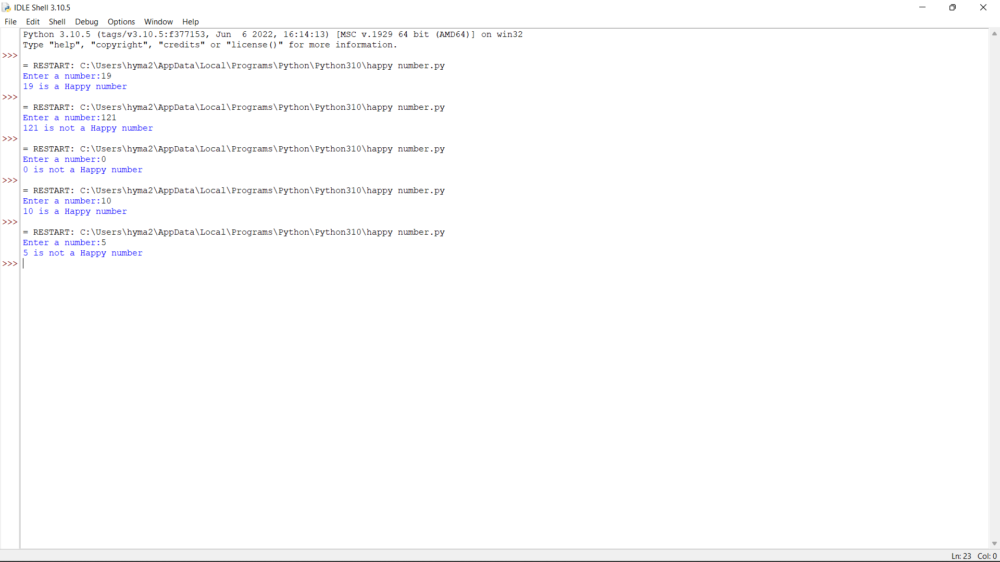 IDLE Shell 3.10.5
File Edit Shell Debug Options Window Help
Python 3.10.5 (tags/v3.10.5:f377153, Jun  6 2022, 16:14:13) [MSC v.1929 64 bit (AMD64)] on win32
Type "help", "copyright", "credits" or "license()" for more information.
>>>
= RESTART: C:\Users\hyma2\AppData\Local\Programs\Python\Python310\happy number.py
Enter a number:19
19 is a Happy number
>>>
= RESTART: C:\Users\hyma2\AppData\Local\Programs\Python\Python310\happy number.py
Enter a number:121
121 is not a Happy number
>>>
= RESTART: C:\Users\hyma2\AppData\Local\Programs\Python\Python310\happy number.py
Enter a number:0
0 is not a Happy number
>>>
= RESTART: C:\Users\hyma2\AppData\Local\Programs\Python\Python310\happy number.py
Enter a number:10
10 is a Happy number
>>>
= RESTART: C:\Users\hyma2\AppData\Local\Programs\Python\Python310\happy number.py
Enter a number:5
5 is not a Happy number
>>>
Ln: 23 Col: 0